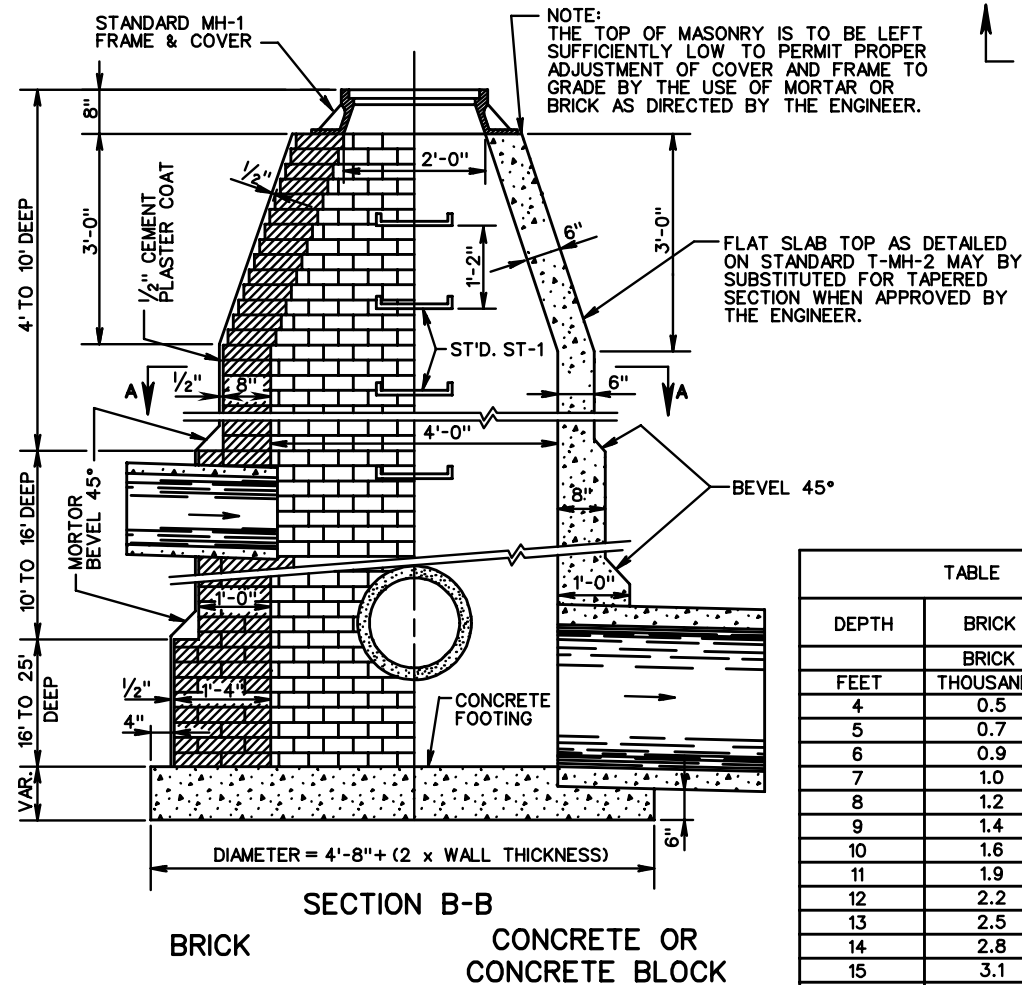 STANDARD MH-1
FRAME & COVER
NOTE:
THE TOP OF MASONRY IS TO BE LEFT
SUFFICIENTLY LOW TO PERMIT PROPER
ADJUSTMENT OF COVER AND FRAME TO
GRADE BY THE USE OF MORTAR OR
BRICK AS DIRECTED BY THE ENGINEER.
8"
4' TO 10' DEEP
3'-0"
1/2" CEMENT
PLASTER COAT
1/2"
2'-0"
1'-2"
6"
3'-0"
FLAT SLAB TOP AS DETAILED
ON STANDARD T-MH-2 MAY BY
SUBSTITUTED FOR TAPERED
SECTION WHEN APPROVED BY
THE ENGINEER.
ST'D. ST-1
A
1/2"
8"
6"
A
4'-0"
10' TO 16' DEEP
MORTOR
BEVEL 45°
8"
BEVEL 45°
1'-0"
1'-0"
16' TO 25'
DEEP
1/2"
1'-4"
4"
CONCRETE
FOOTING
VAR.
6"
DIAMETER = 4'-8"+ (2 x WALL THICKNESS)
SECTION B-B
BRICK
CONCRETE OR
CONCRETE BLOCK
TABLE
DEPTH BRICK
BRICK
FEET THOUSAN
4 0.5
5 0.7
6 0.9
7 1.0
8 1.2
9 1.4
10 1.6
11 1.9
12 2.2
13 2.5
14 2.8
15 3.1